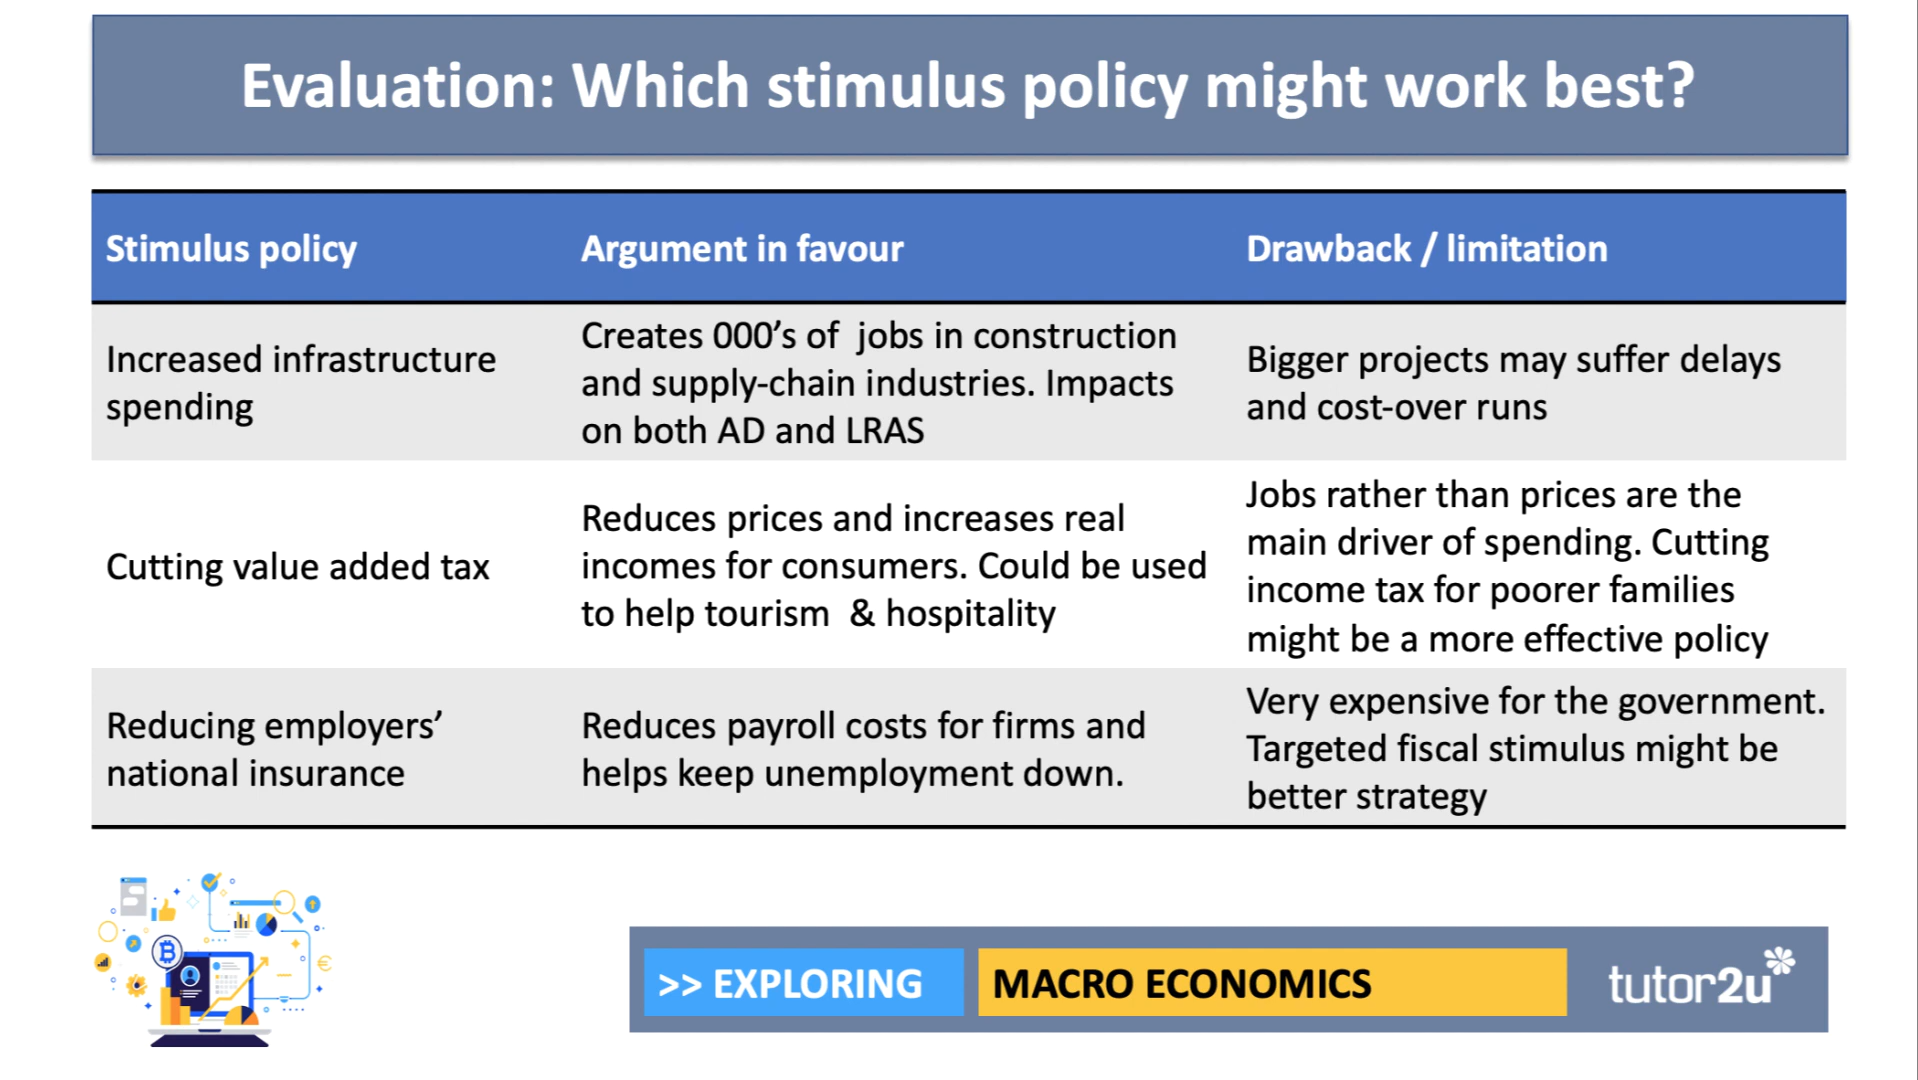 Evaluation: Which stimulus policy might work best?
Stimulus policy
Argument in favour
Drawback / limitation
Increased infrastructure
spending
Creates 000's of  jobs in construction
and supply-chain industries. Impacts
on both AD and LRAS
Bigger projects may suffer delays
and cost-over runs
Cutting value added tax
Reduces prices and increases real
incomes for consumers. Could be used
to help tourism  & hospitality
Jobs rather than prices are the
main driver of spending. Cutting
income tax for poorer families
might be a more effective policy
Reducing employers'
national insurance
Reduces payroll costs for firms and
helps keep unemployment down.
Very expensive for the government.
Targeted fiscal stimulus might be
better strategy
>> EXPLORING
MACRO ECONOMICS
tutor2u